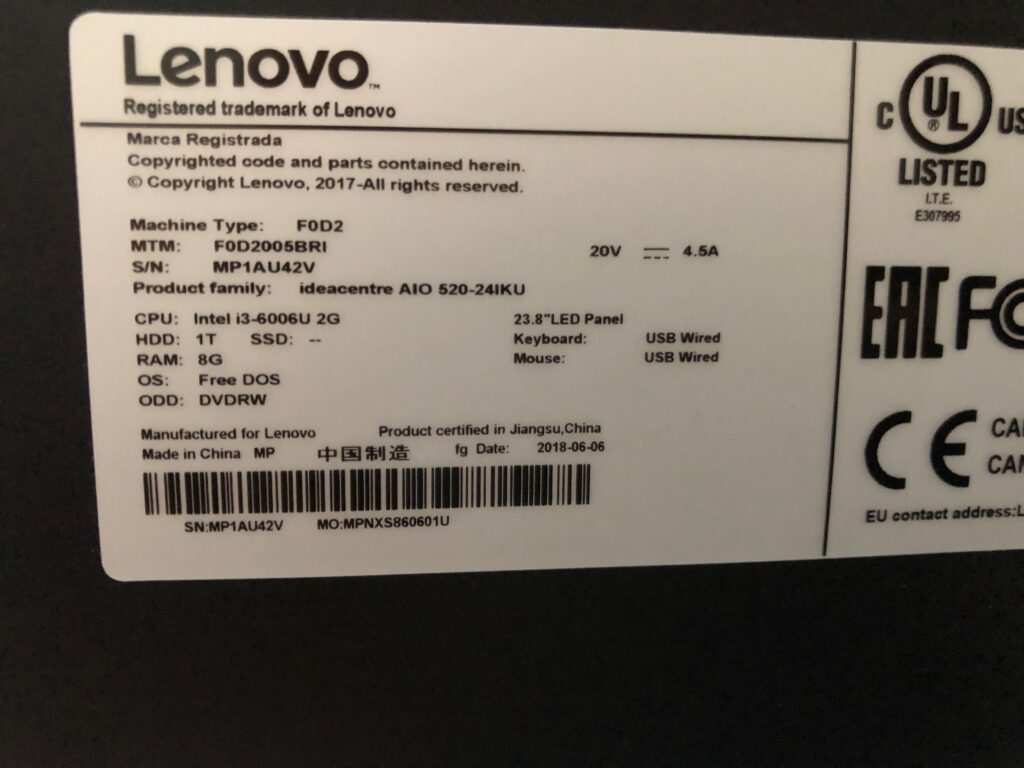 Lenovo™
Registered trademark of Lenovo
Marca Registrada
Copyrighted code and parts contained herein.
© Copyright Lenovo, 2017-All rights reserved.
Machine Type: F0D2
MTM: F0D2005BRI
S/N: MP1AU42V
20V 4.5A
Product family: ideacentre AIO 520-24IKU
CPU: Intel i3-6006U 2G
HDD: 1T SSD: --
RAM: 8G
OS: Free DOS
ODD: DVDRW
23.8"LED Panel
Keyboard: USB Wired
Mouse: USB Wired
Manufactured for Lenovo
Product certified in Jiangsu,China
Made in China MP 中国制造 fg Date: 2018-06-06
SN:MP1AU42V MO:MPNXS860601U
C UL® US
LISTED
I.T.E.
E307995
EAC FC
CE
CAN
EU contact address:L